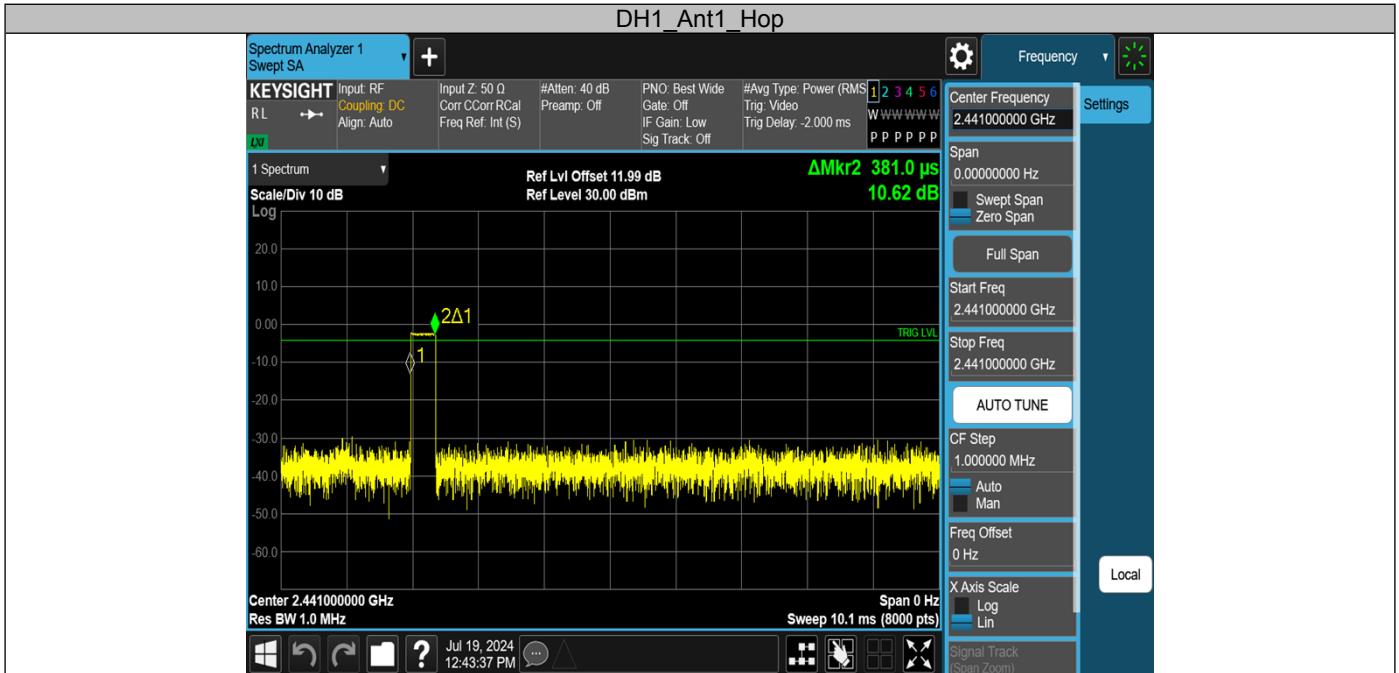 DH1_Ant1_Hop
Spectrum Analyzer 1
Swept SA
+
Frequency
KEYSIGHT
RL
LXI
Input: RF
Coupling: DC
Align: Auto
Input Z: 50 Ω
Corr CCorr RCal
Freq Ref: Int (S)
#Atten: 40 dB
Preamp: Off
PNO: Best Wide
Gate: Off
IF Gain: Low
Sig Track: Off
#Avg Type: Power (RMS
Trig: Video
Trig Delay: -2.000 ms
1 2 3 4 5 6
W W W W W W
P P P P P P
1 Spectrum
Scale/Div 10 dB
Log
Ref Lvl Offset 11.99 dB
Ref Level 30.00 dBm
ΔMkr2 381.0 µs
10.62 dB
20.0
10.0
0.00
-10.0
-20.0
-30.0
-40.0
-50.0
-60.0
2Δ1
1
TRIG LVL
Center 2.441000000 GHz
Res BW 1.0 MHz
Span 0 Hz
Sweep 10.1 ms (8000 pts)
Center Frequency
2.441000000 GHz
Settings
Span
0.00000000 Hz
Swept Span
Zero Span
Full Span
Start Freq
2.441000000 GHz
Stop Freq
2.441000000 GHz
AUTO TUNE
CF Step
1.000000 MHz
Auto
Man
Freq Offset
0 Hz
X Axis Scale
Log
Lin
Signal Track
(Span Zoom)
Local
?
Jul 19, 2024
12:43:37 PM